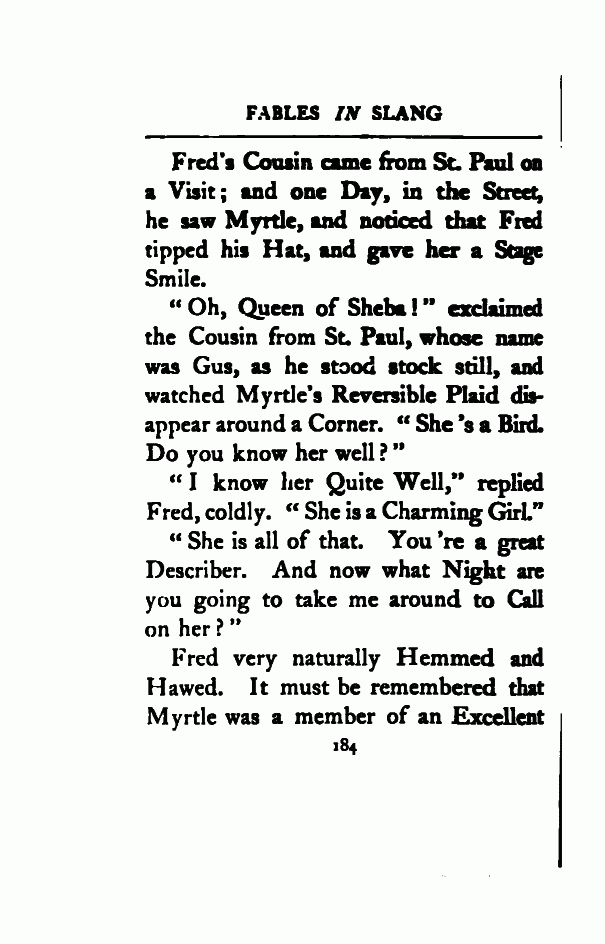 FABLES IN SLANG
Fred's Cousin came from St. Paul on
a Visit; and one Day, in the Street,
he saw Myrtle, and noticed that Fred
tipped his Hat, and gave her a Stage
Smile.
“Oh, Queen of Sheba!” exclaimed
the Cousin from St. Paul, whose name
was Gus, as he stood stock still, and
watched Myrtle's Reversible Plaid dis-
appear around a Corner. “She 's a Bird.
Do you know her well?”
“I know her Quite Well,” replied
Fred, coldly. “She is a Charming Girl.”
“She is all of that. You 're a great
Describer. And now what Night are
you going to take me around to Call
on her?”
Fred very naturally Hemmed and
Hawed. It must be remembered that
Myrtle was a member of an Excellent
184